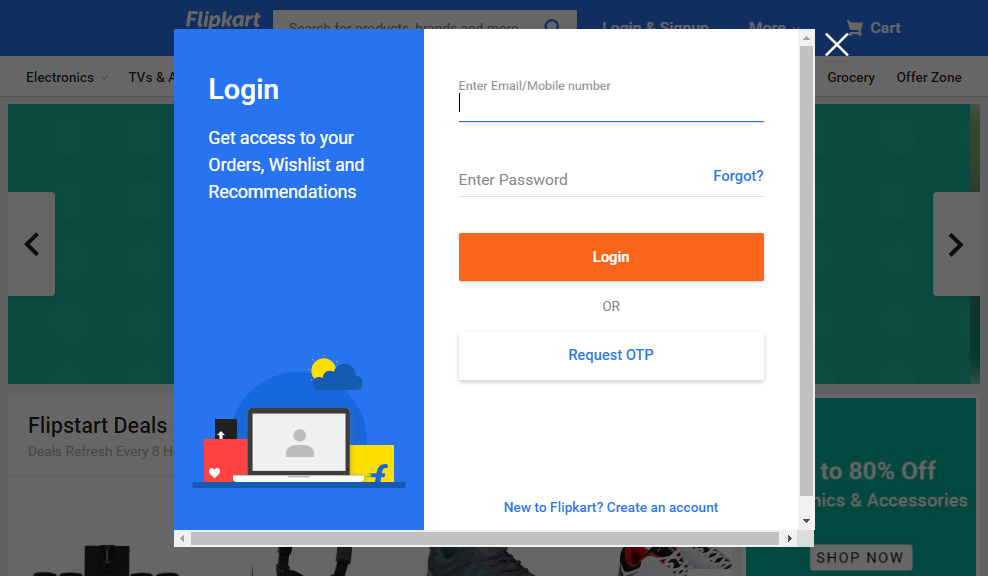 Flipkart
Search for products, brands and more
Login & Signup
More
Cart
Electronics
TVs & A
Grocery
Offer Zone
Login
Get access to your
Orders, Wishlist and
Recommendations
Enter Email/Mobile number
Enter Password
Forgot?
Login
OR
Request OTP
New to Flipkart? Create an account
Flipstart Deals
Deals Refresh Every 8 H
to 80% Off
nics & Accessories
SHOP NOW